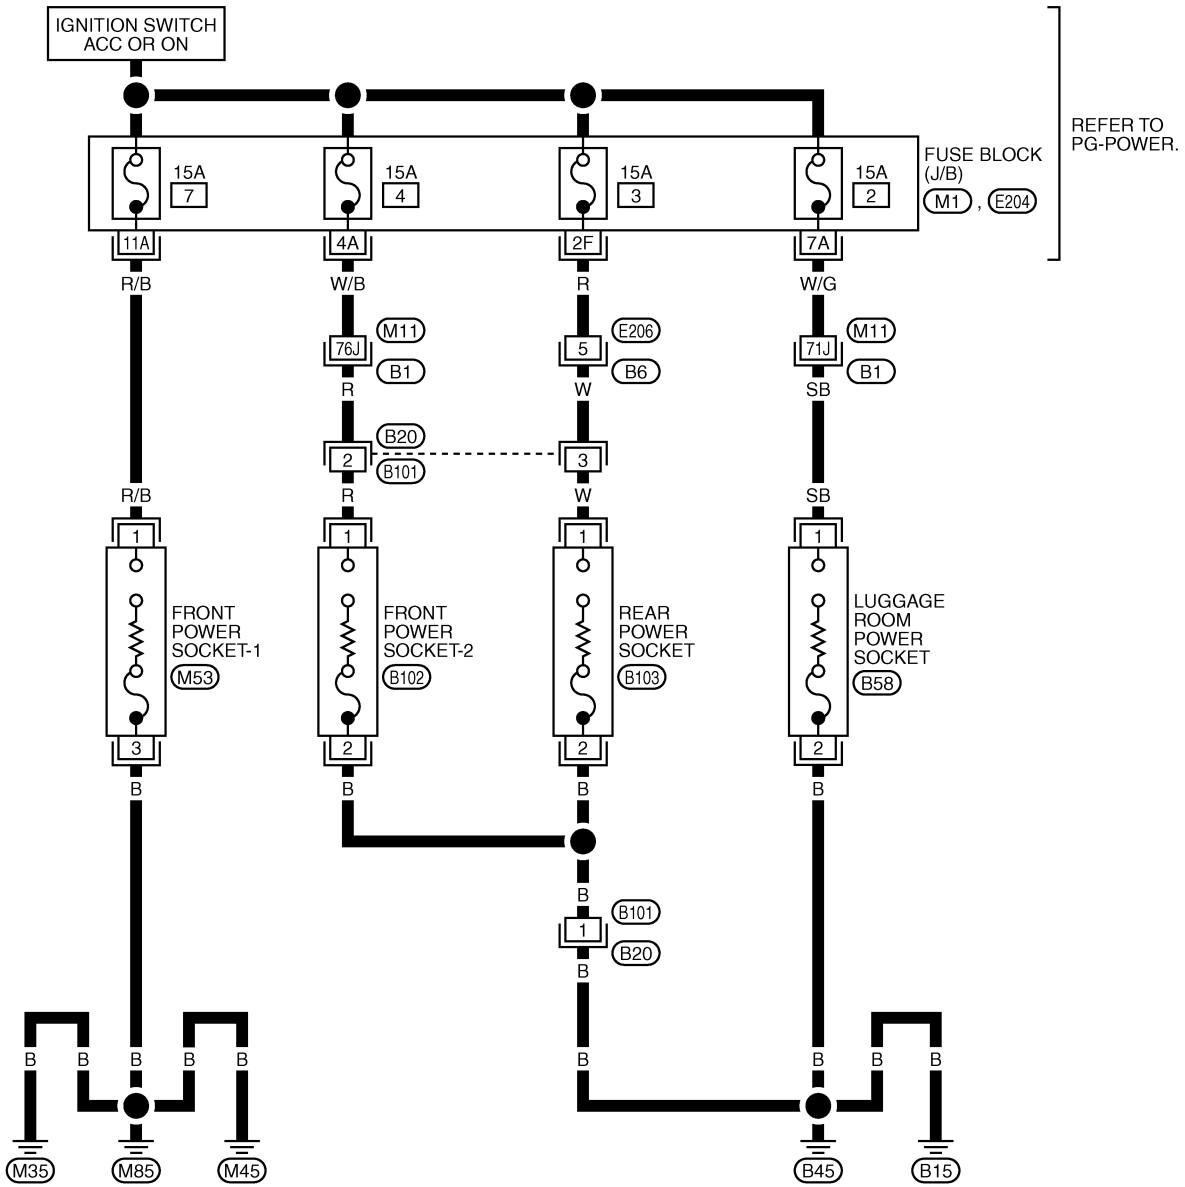 IGNITION SWITCH
ACC OR ON
REFER TO
PG-POWER.
15A
7
15A
4
15A
3
15A
2
FUSE BLOCK
(J/B)
M1 , E204
11A
4A
2F
7A
R/B
W/B
R
W/G
M11
E206
M11
76J
5
71J
B1
B6
B1
R
W
SB
B20
2
3
B101
R/B
R
W
SB
1
1
1
1
FRONT
POWER
SOCKET-1
M53
FRONT
POWER
SOCKET-2
B102
REAR
POWER
SOCKET
B103
LUGGAGE
ROOM
POWER
SOCKET
B58
3
2
2
2
B
B
B
B
B
B101
1
B20
B
B
B
B
B
B
B
B
B
B
M35
M85
M45
B45
B15